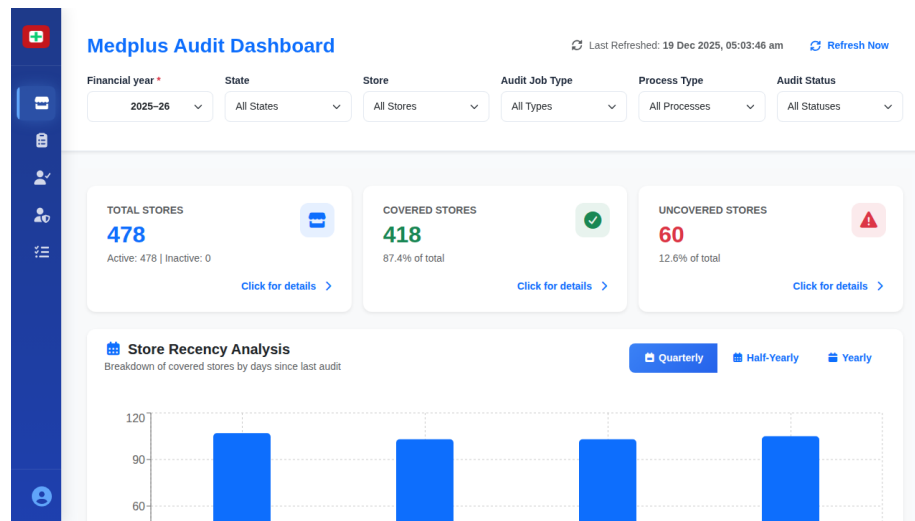 Medplus Audit Dashboard
Last Refreshed: 19 Dec 2025, 05:03:46 am
Refresh Now
Financial year *
State
Store
Audit Job Type
Process Type
Audit Status
2025–26
All States
All Stores
All Types
All Processes
All Statuses
TOTAL STORES
478
Active: 478 | Inactive: 0
Click for details
COVERED STORES
418
87.4% of total
Click for details
UNCOVERED STORES
60
12.6% of total
Click for details
Store Recency Analysis
Breakdown of covered stores by days since last audit
Quarterly
Half-Yearly
Yearly
120
90
60